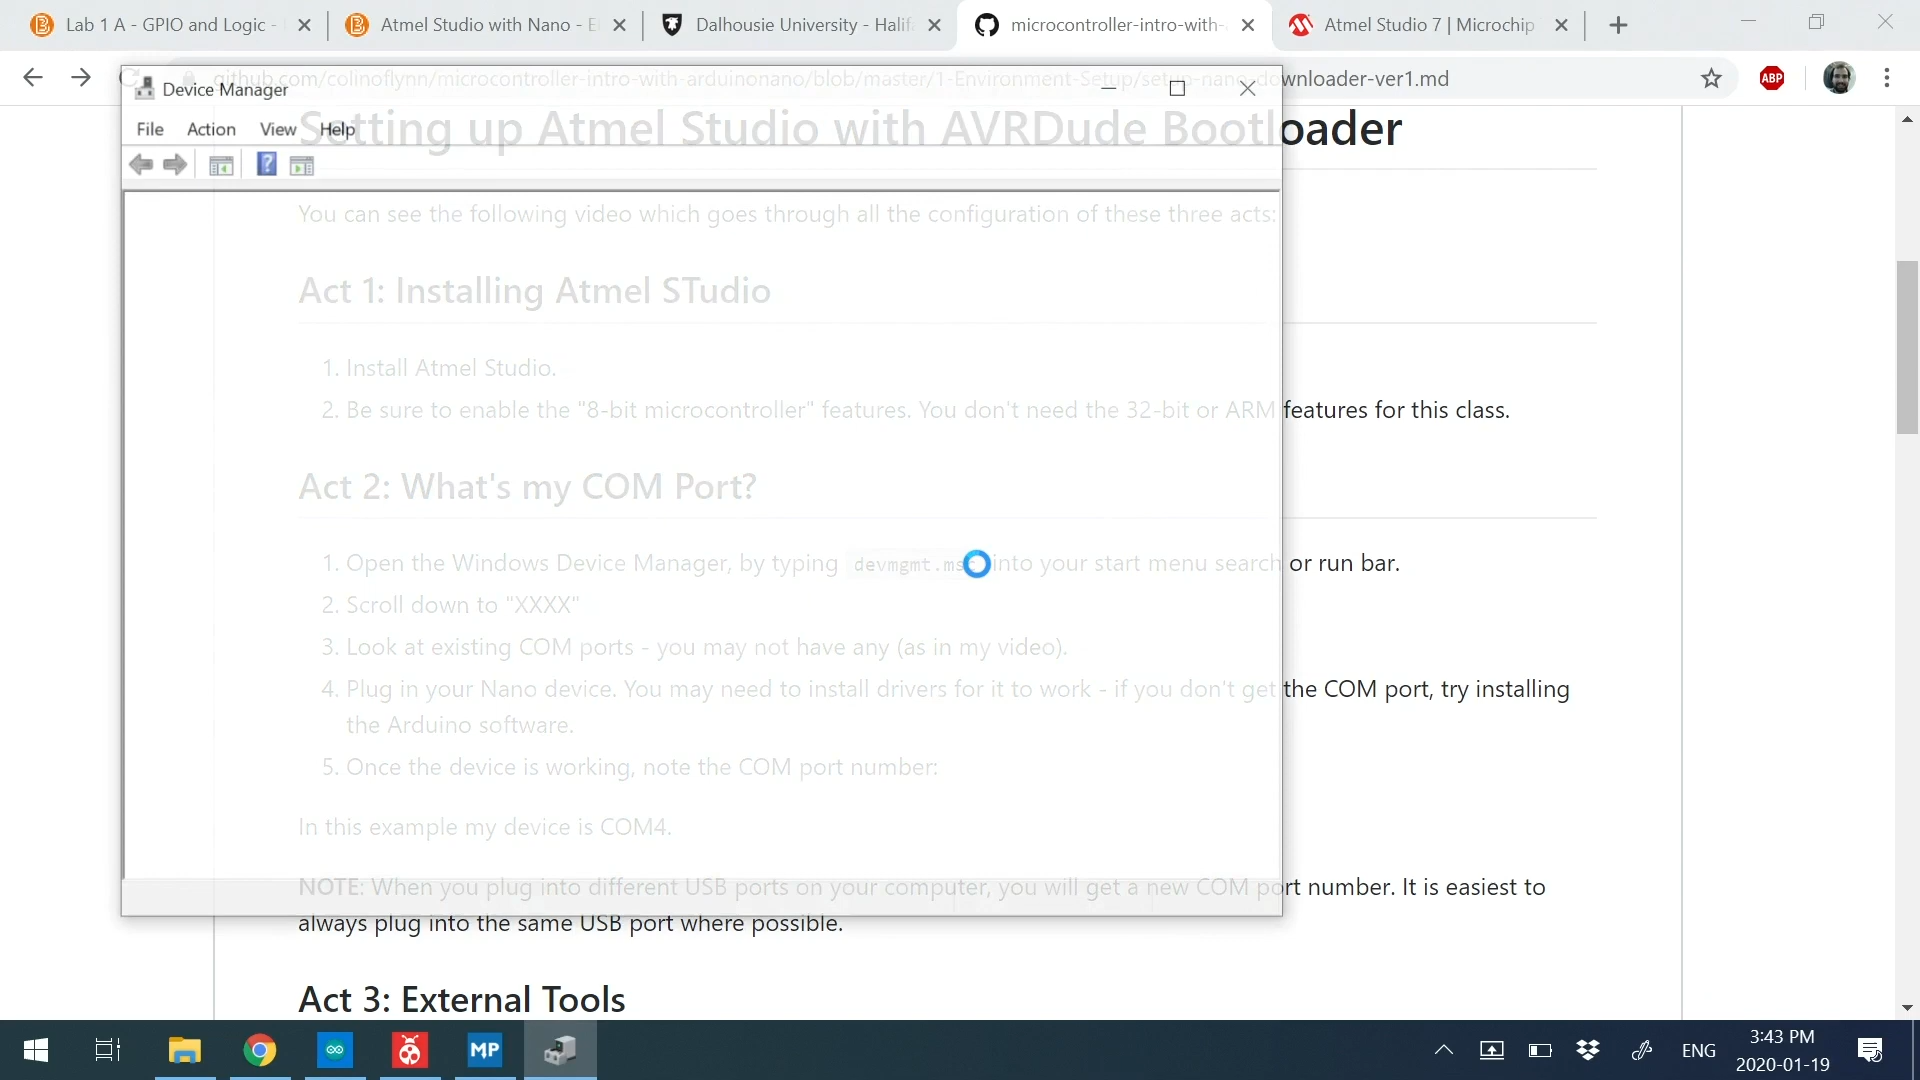 Lab 1 A - GPIO and Logic -
Atmel Studio with Nano - E
Dalhousie University - Halif
microcontroller-intro-with-
Atmel Studio 7 | Microchip
github.com/colinoflynn/microcontroller-intro-with-arduinonano/blob/master/1-Environment-Setup/setup-nano-downloader-ver1.md
ABP
Device Manager
File Action View Help
Setting up Atmel Studio with AVRDude Bootloader
You can see the following video which goes through all the configuration of these three acts:
Act 1: Installing Atmel STudio
1. Install Atmel Studio.
2. Be sure to enable the "8-bit microcontroller" features. You don't need the 32-bit or ARM features for this class.
Act 2: What's my COM Port?
1. Open the Windows Device Manager, by typing devmgmt.msc into your start menu search or run bar.
2. Scroll down to "XXXX"
3. Look at existing COM ports - you may not have any (as in my video).
4. Plug in your Nano device. You may need to install drivers for it to work - if you don't get the COM port, try installing
the Arduino software.
5. Once the device is working, note the COM port number:
In this example my device is COM4.
NOTE: When you plug into different USB ports on your computer, you will get a new COM port number. It is easiest to
always plug into the same USB port where possible.
Act 3: External Tools
MP
ENG
3:43 PM
2020-01-19